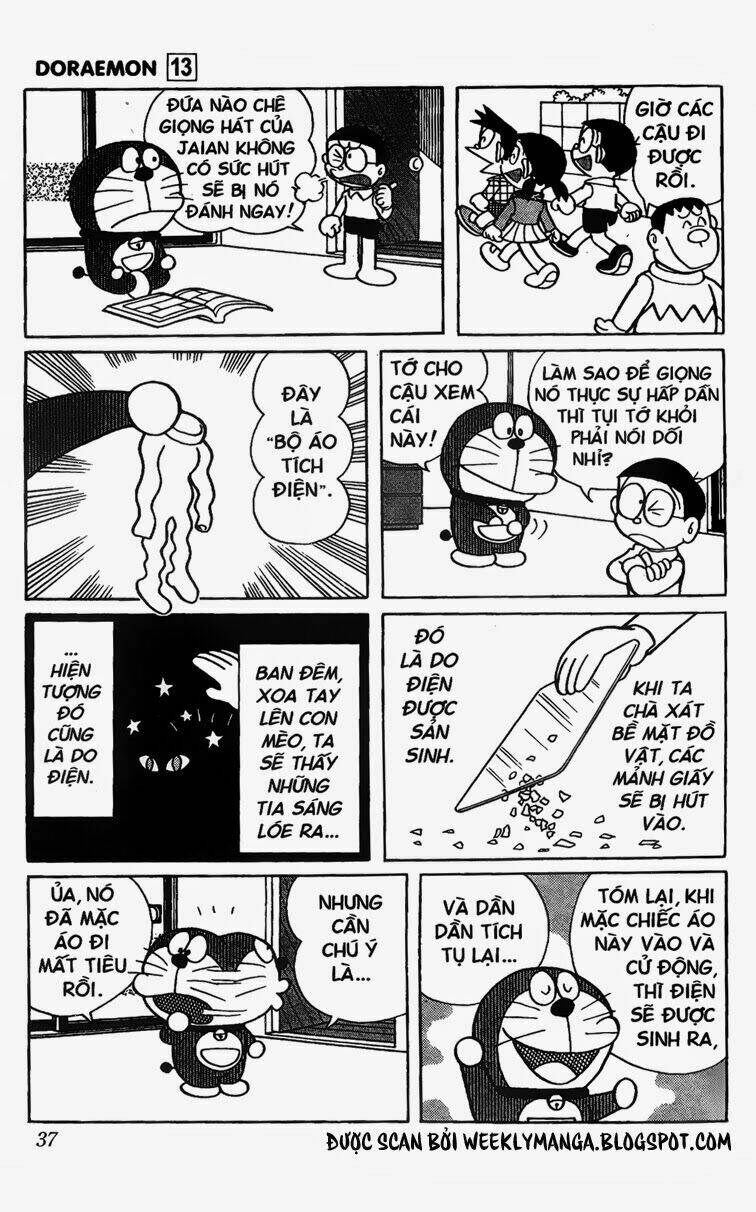 DORAEMON 13
GIỜ CÁC
CẬU ĐI
ĐƯỢC
RỒI.
ĐỨA NÀO CHÊ
GIỌNG HÁT CỦA
JAIAN KHÔNG
CÓ SỨC HÚT
SẼ BỊ NÓ
ĐÁNH NGAY!
LÀM SAO ĐỂ GIỌNG
NÓ THỰC SỰ HẤP DẪN
THÌ TỤI TỚ KHỎI
PHẢI NÓI DỐI
NHỈ?
TỚ CHO
CẬU XEM
CÁI
NÀY!
ĐÂY
LÀ
"BỘ ÁO
TÍCH
ĐIỆN".
KHI TA
CHÀ XÁT
BỀ MẶT ĐỒ
VẬT, CÁC
MẢNH GIẤY
SẼ BỊ HÚT
VÀO.
ĐÓ
LÀ DO
ĐIỆN
ĐƯỢC
SẢN
SINH.
BAN ĐÊM,
XOA TAY
LÊN CON
MÈO, TA
SẼ THẤY
NHỮNG
TIA SÁNG
LÓE RA...
...
HIỆN
TƯỢNG
ĐÓ
CŨNG
LÀ DO
ĐIỆN.
TÓM LẠI, KHI
MẶC CHIẾC ÁO
NÀY VÀO VÀ
CỬ ĐỘNG,
THÌ ĐIỆN
SẼ ĐƯỢC
SINH RA,
VÀ DẦN
DẦN TÍCH
TỤ LẠI...
NHƯNG
CẦN
CHÚ Ý
LÀ...
ỦA, NÓ
ĐÃ MẶC
ÁO ĐI
MẤT TIÊU
RỒI.
37
ĐƯỢC SCAN BỞI WEEKLYMANGA.BLOGSPOT.COM